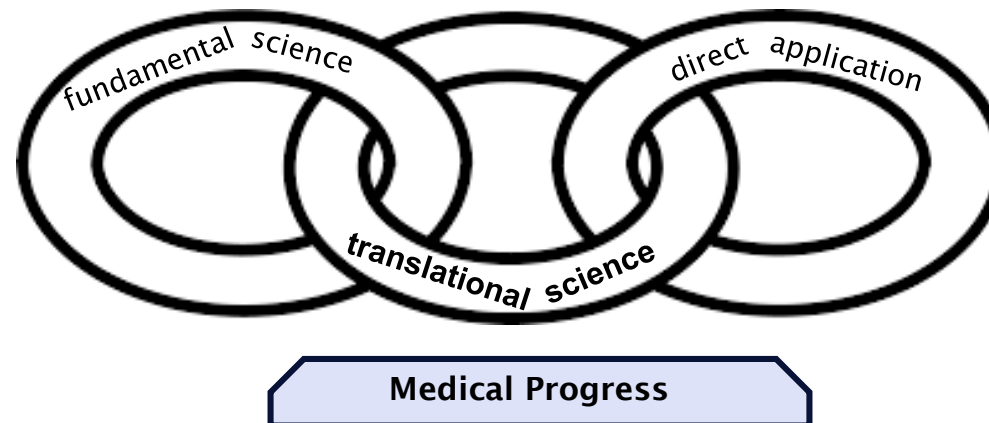 fundamental science
direct application
translational science
Medical Progress